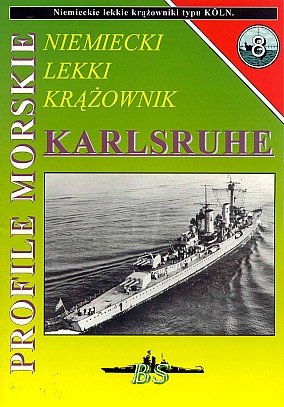 Niemieckie lekkie krążowniki typu KÖLN.
8
PROFILE MORSKIE
NIEMIECKI
LEKKI
KRĄŻOWNIK
KARLSRUHE
BS